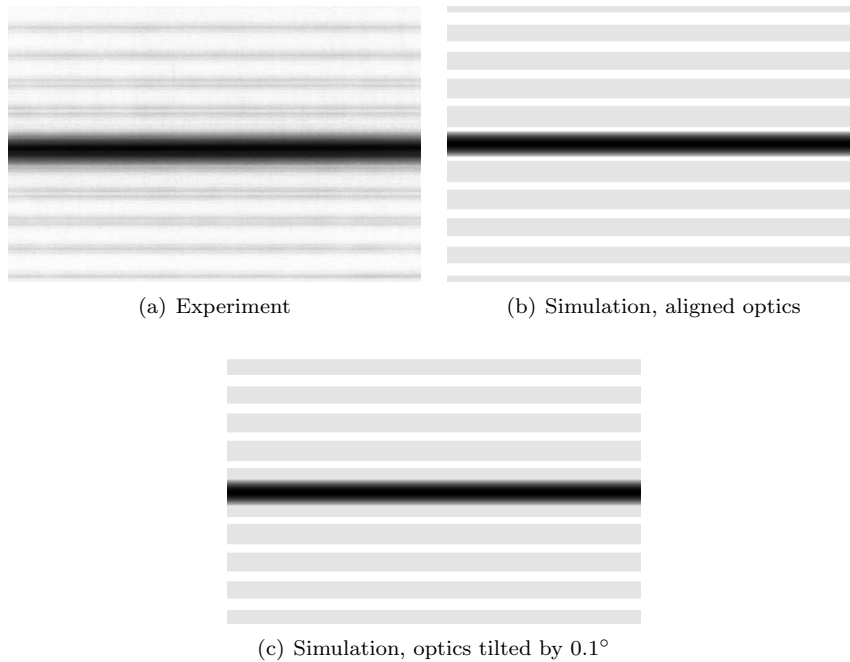 (a) Experiment
(b) Simulation, aligned optics
(c) Simulation, optics tilted by 0.1°